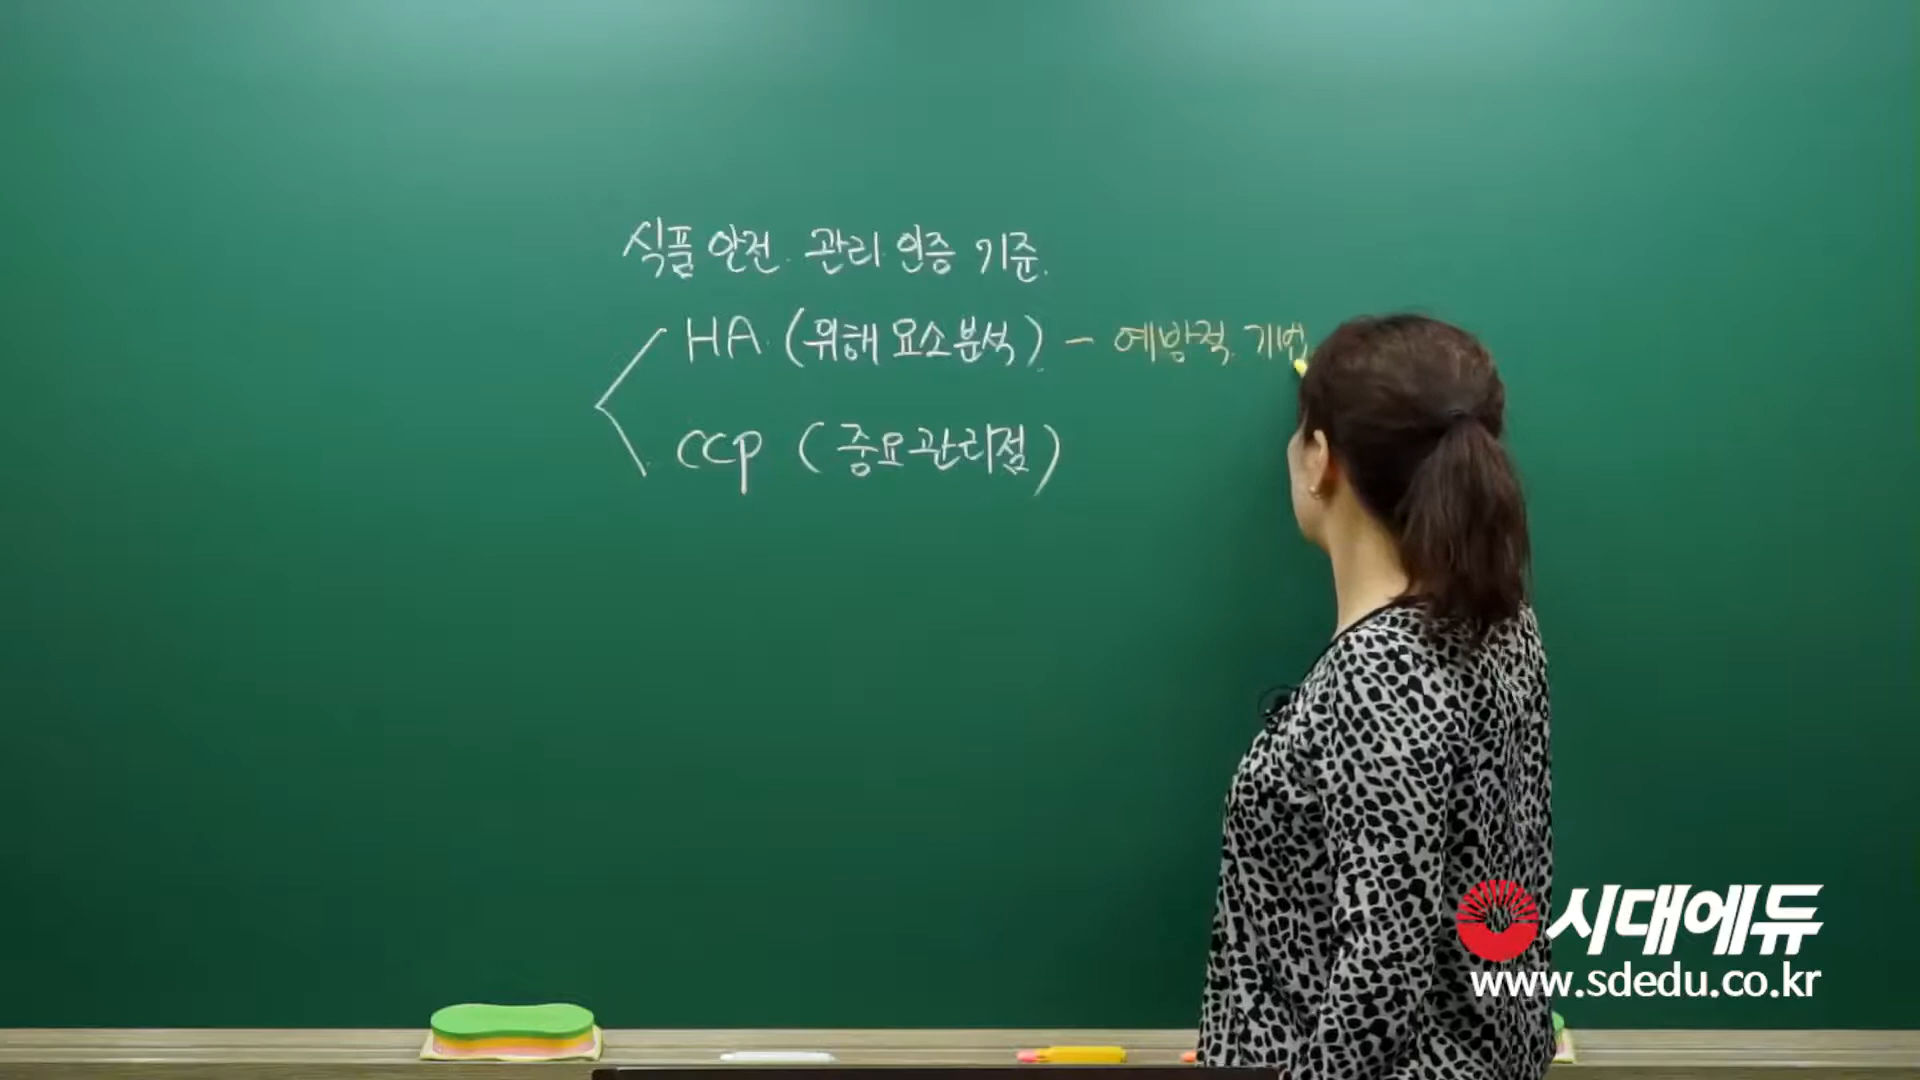 식품 안전 관리 인증 기준.
HA (위해 요소분석) - 예방적 기법
CCP (중요관리점)
시대에듀
www.sdedu.co.kr